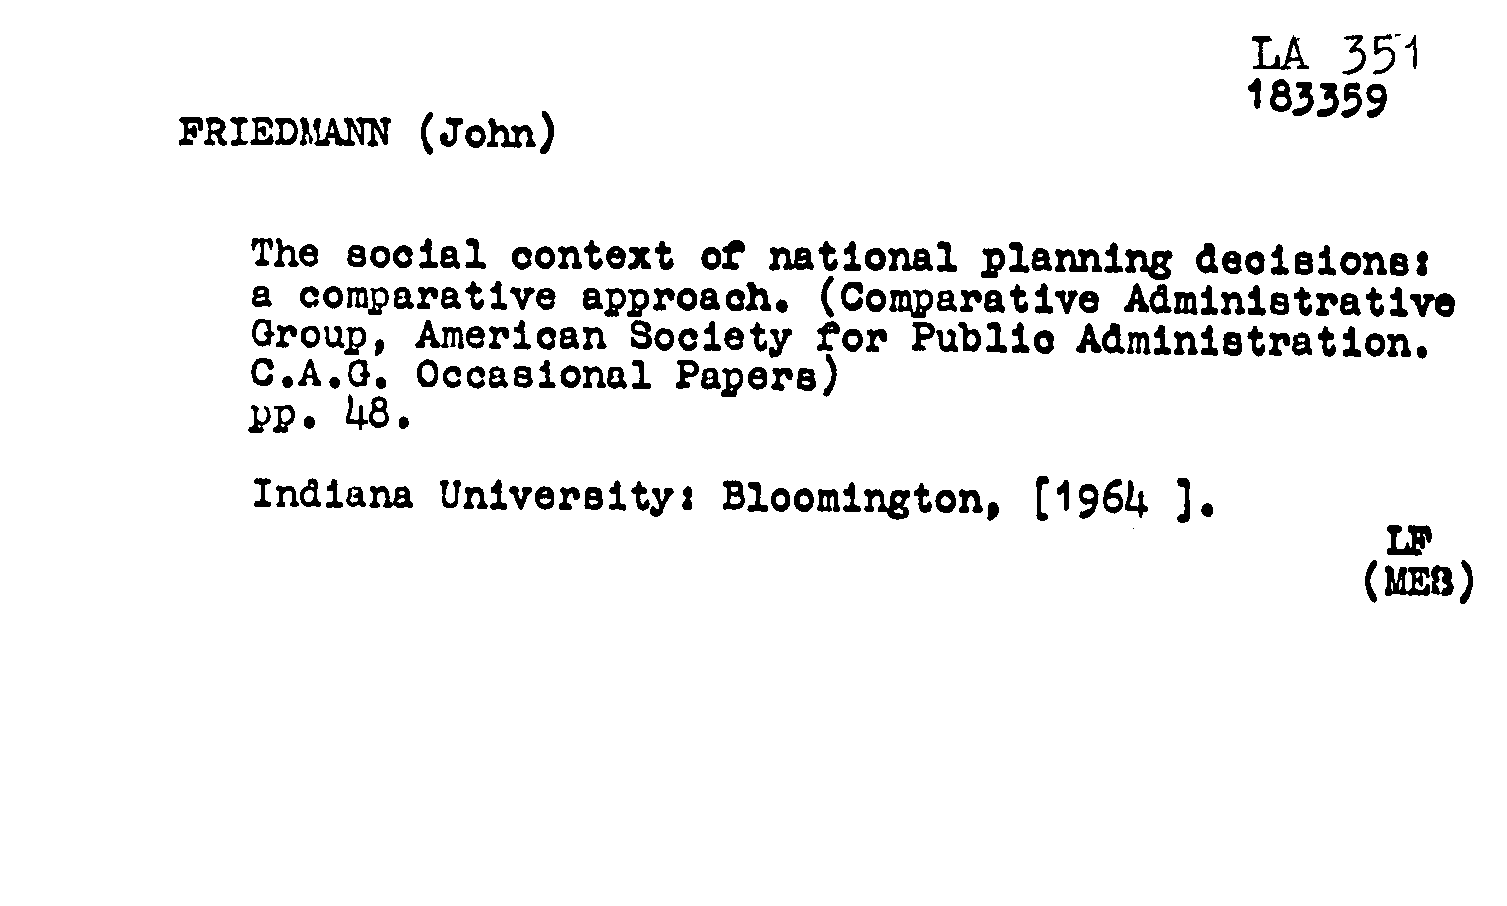 LA 351
183359
FRIEDMANN (John)
The social context of national planning decisions:
a comparative approach. (Comparative Administrative
Group, American Society for Public Administration.
C.A.G. Occasional Papers)
pp. 48.
Indiana University: Bloomington, [1964 ].
LF
(MES)